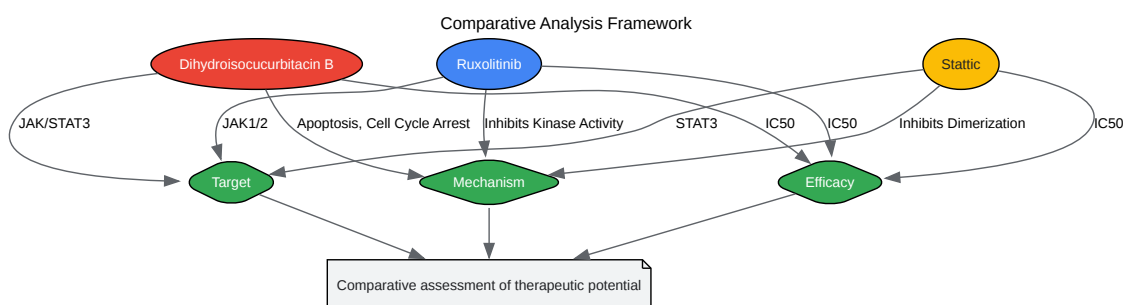 Comparative Analysis Framework
Dihydroisocucurbitacin B
Ruxolitinib
Stattic
JAK/STAT3
JAK1/2
Apoptosis, Cell Cycle Arrest
Inhibits Kinase Activity
STAT3
IC50
IC50
Inhibits Dimerization
IC50
Target
Mechanism
Efficacy
Comparative assessment of therapeutic potential